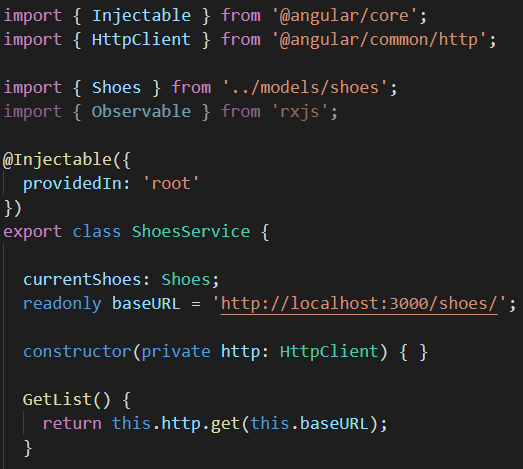 import { Injectable } from '@angular/core';
import { HttpClient } from '@angular/common/http';
import { Shoes } from '../models/shoes';
import { Observable } from 'rxjs';
@Injectable({
providedIn: 'root'
})
export class ShoesService {
currentShoes: Shoes;
readonly baseURL = 'http://localhost:3000/shoes/';
constructor(private http: HttpClient) { }
GetList() {
return this.http.get(this.baseURL);
}